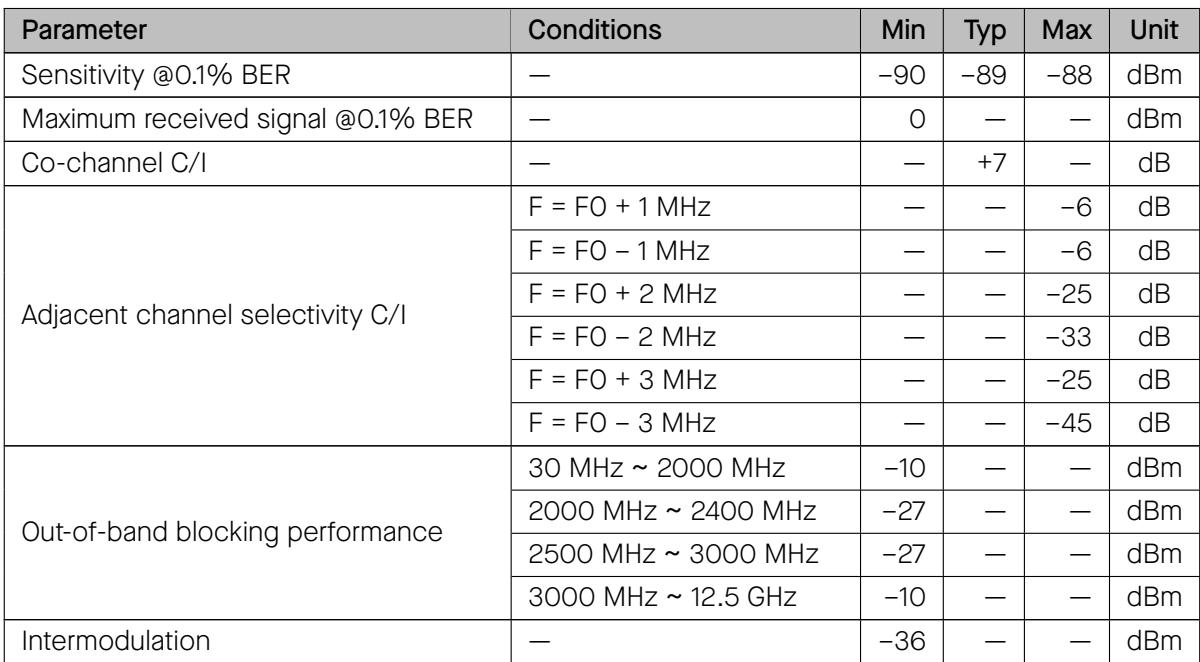 Parameter Conditions Min Typ Max Unit
Sensitivity @0.1% BER — –90 –89 –88 dBm
Maximum received signal @0.1% BER — 0 — — dBm
Co-channel C/I — — +7 — dB
Adjacent channel selectivity C/I
F = F0 + 1 MHz — — –6 dB
F = F0 – 1 MHz — — –6 dB
F = F0 + 2 MHz — — –25 dB
F = F0 – 2 MHz — — –33 dB
F = F0 + 3 MHz — — –25 dB
F = F0 – 3 MHz — — –45 dB
Out-of-band blocking performance
30 MHz ~ 2000 MHz –10 — — dBm
2000 MHz ~ 2400 MHz –27 — — dBm
2500 MHz ~ 3000 MHz –27 — — dBm
3000 MHz ~ 12.5 GHz –10 — — dBm
Intermodulation — –36 — — dBm